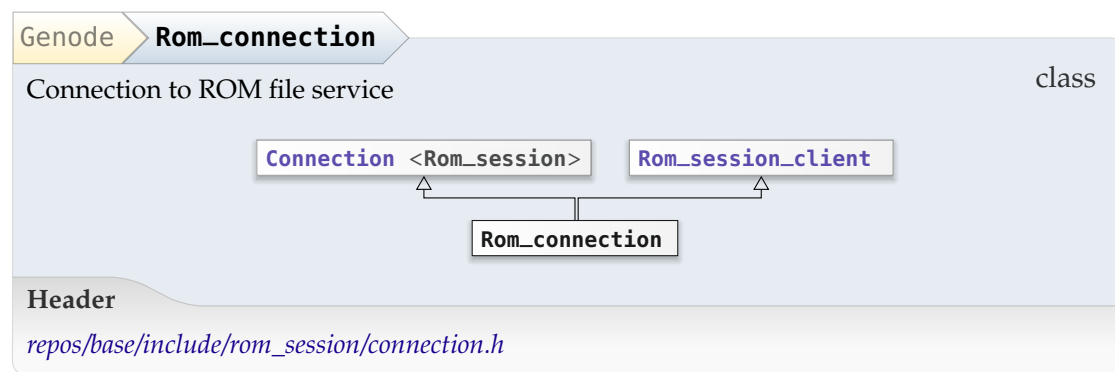 Genode Rom_connection
Connection to ROM file service
class
Connection <Rom_session> Rom_session_client
Rom_connection
Header
repos/base/include/rom_session/connection.h